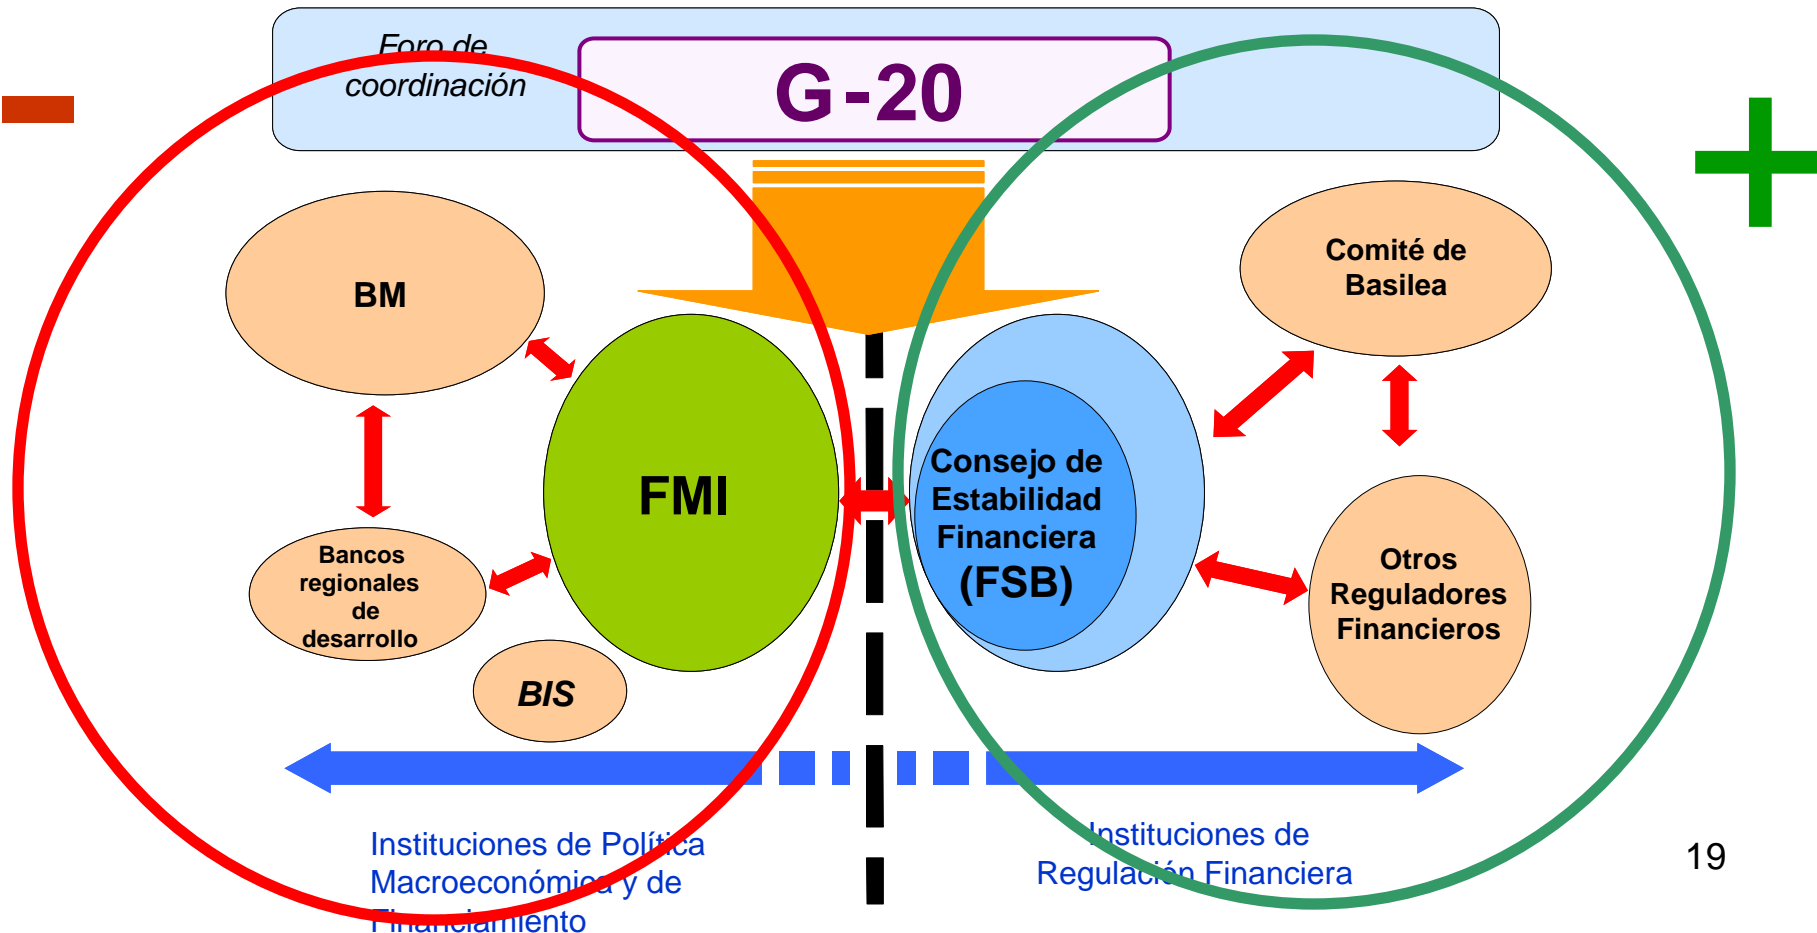 Foro de
coordinación
G-20
BM
Comité de
Basilea
FMI
Consejo de
Estabilidad
Financiera
(FSB)
Bancos
regionales
de
desarrollo
Otros
Reguladores
Financieros
BIS
Instituciones de Política
Macroeconómica y de
Financiamiento
Instituciones de
Regulación Financiera
19